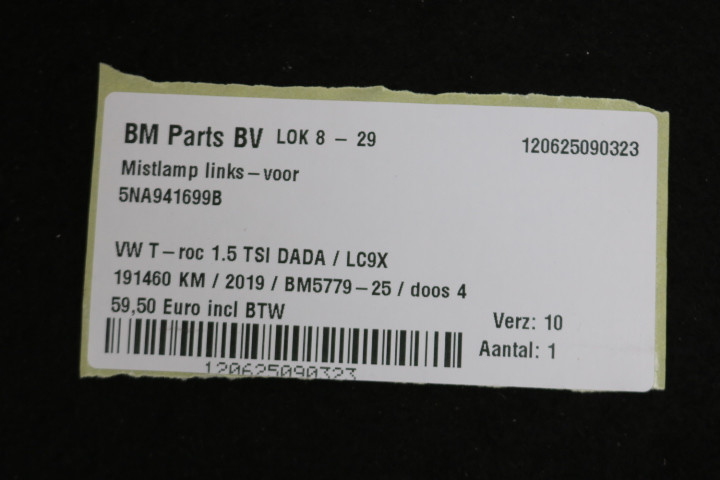 BM Parts BV LOK 8 - 29 120625090323
Mistlamp links-voor
5NA941699B
VW T-roc 1.5 TSI DADA / LC9X
191460 KM / 2019 / BM5779-25 / doos 4
59,50 Euro incl BTW
Verz: 10
Aantal: 1
120625090323